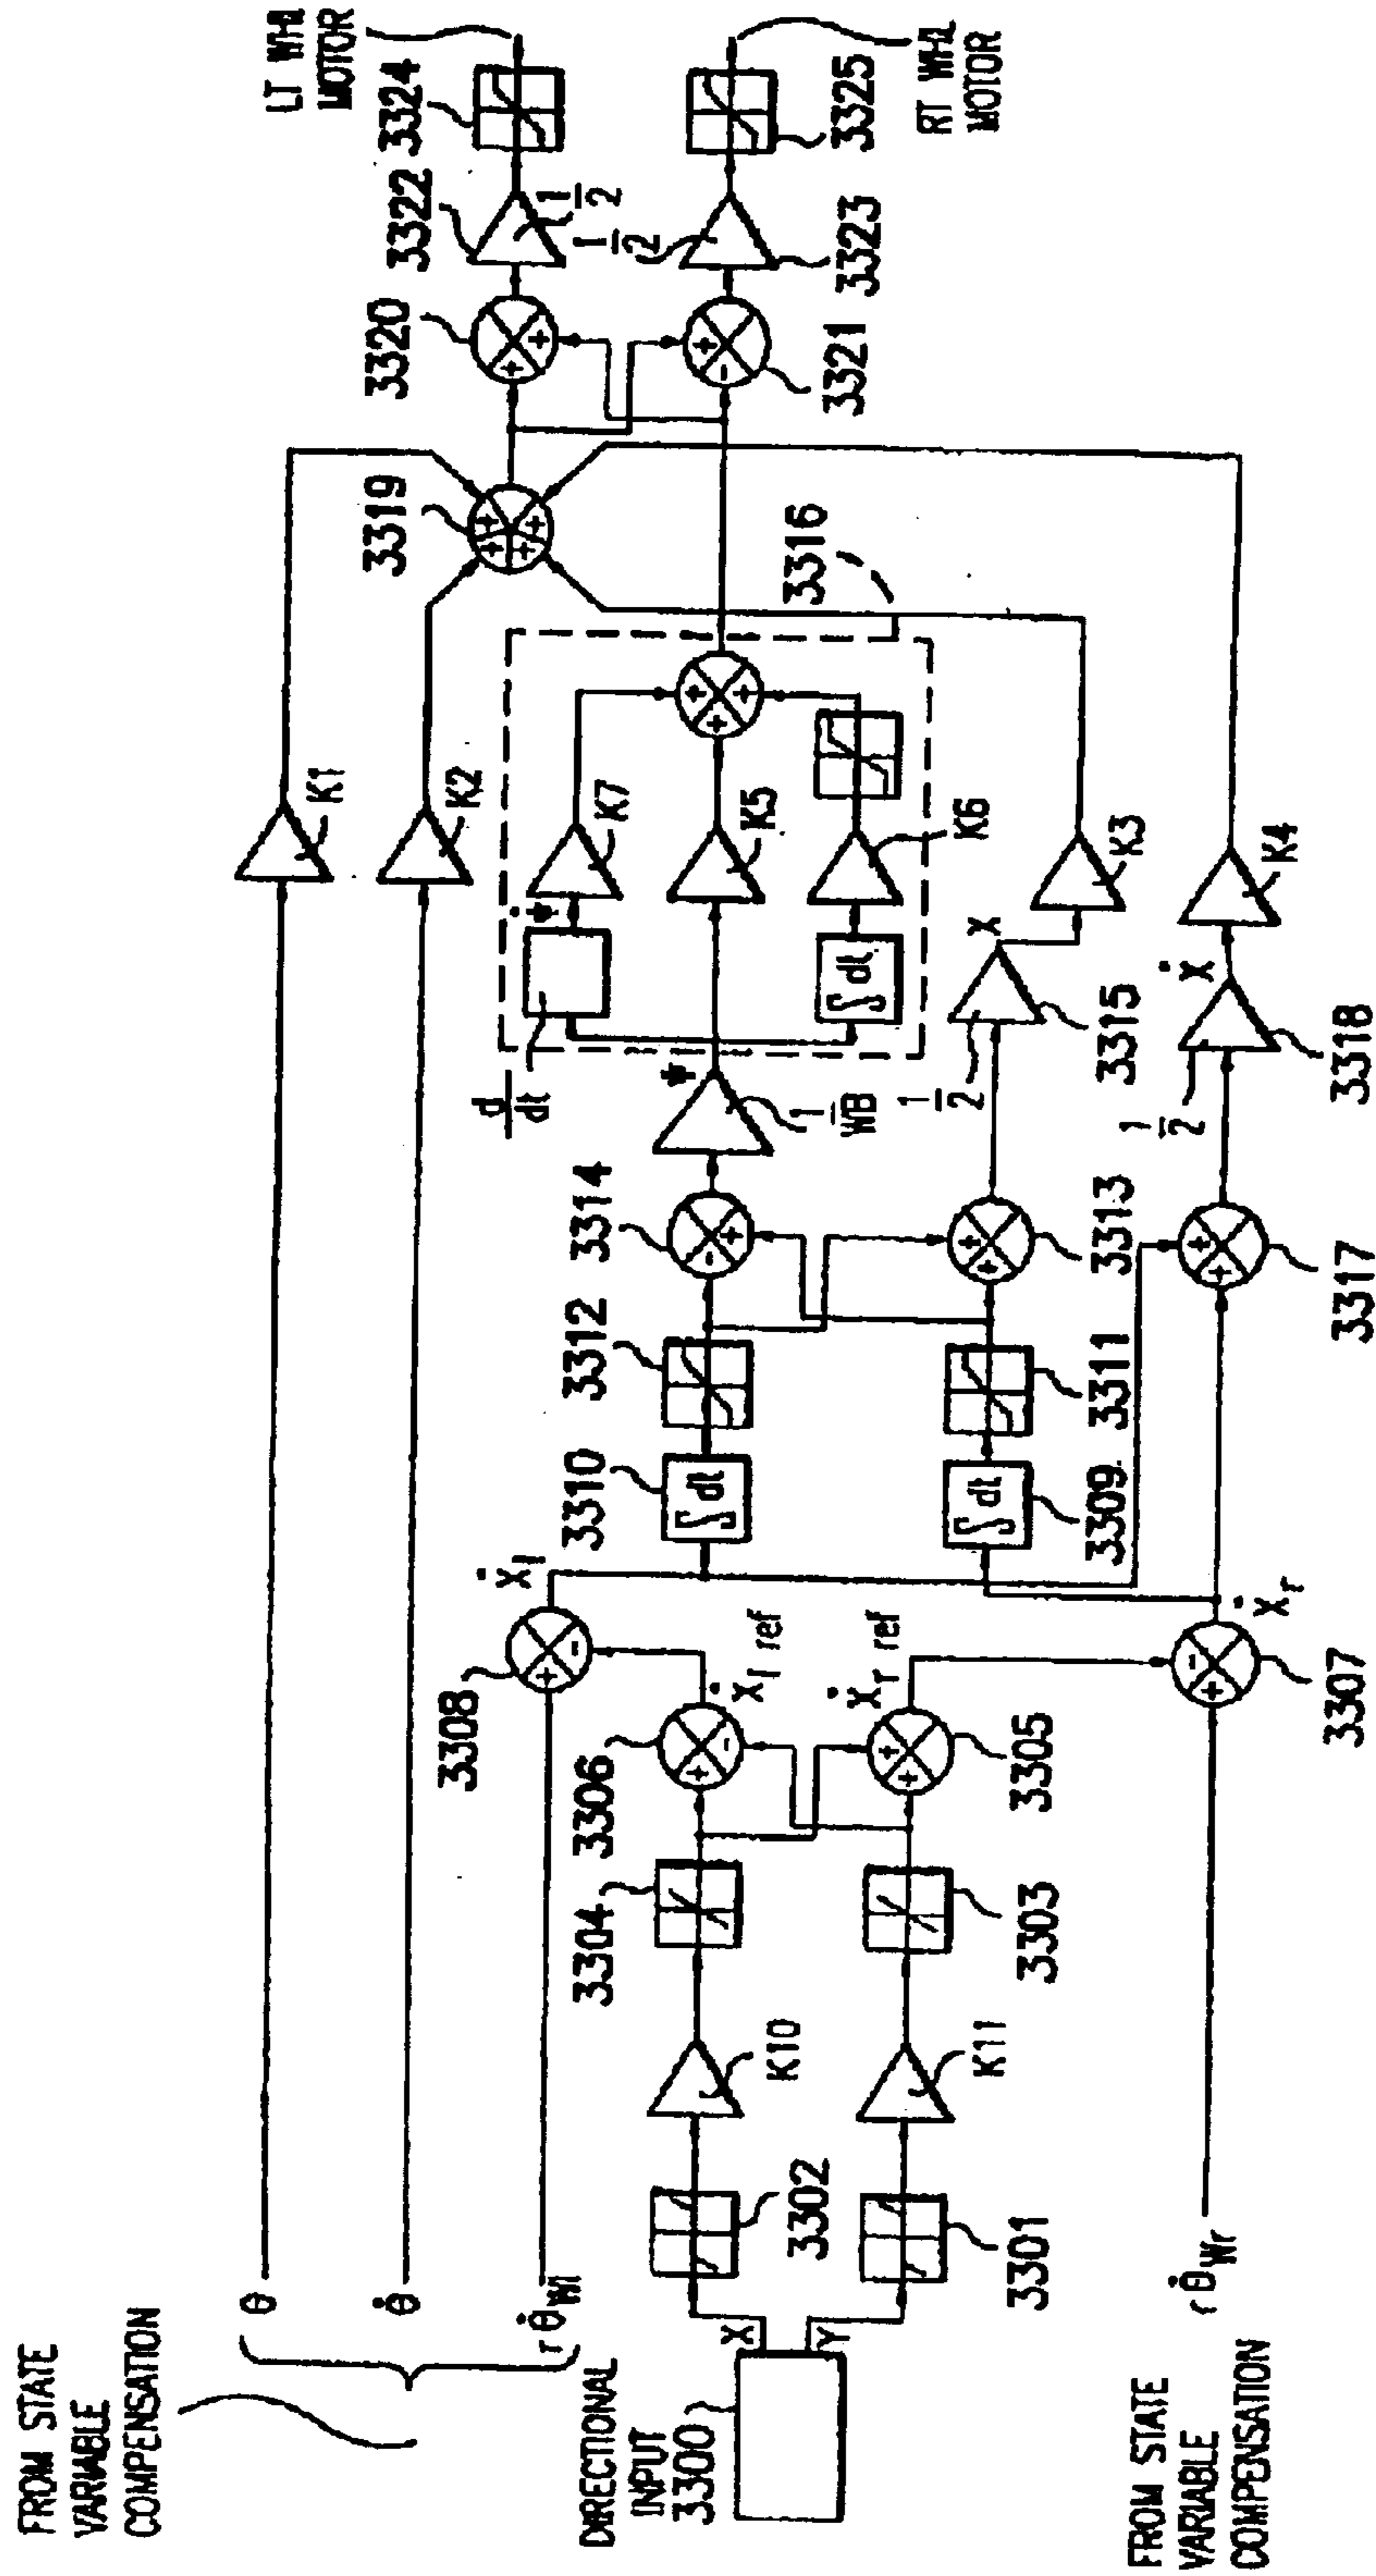 FROM STATE
VARIABLE
COMPENSATION
θ
θ̇
rθ̇Wl
DIRECTIONAL
INPUT
3300
X
Y
3302
3301
K10
K11
3304
3303
3306
3305
Ẋl ref
Ẋr ref
3308
3307
Ẋl
Ẋr
rθ̇Wr
FROM STATE
VARIABLE
COMPENSATION
3310
∫ dt
3309
∫ dt
3312
3311
3314
3313
3317
1/WB
Ψ
1/2
3315
X
1/2
3318
Ẋ
d/dt
Ψ̇
∫ dt
K7
K5
K6
K1
K2
K3
K4
3316
3319
3320
3321
3322
1/2
1/2
3323
3324
3325
LT WHL
MOTOR
RT WHL
MOTOR
+ -